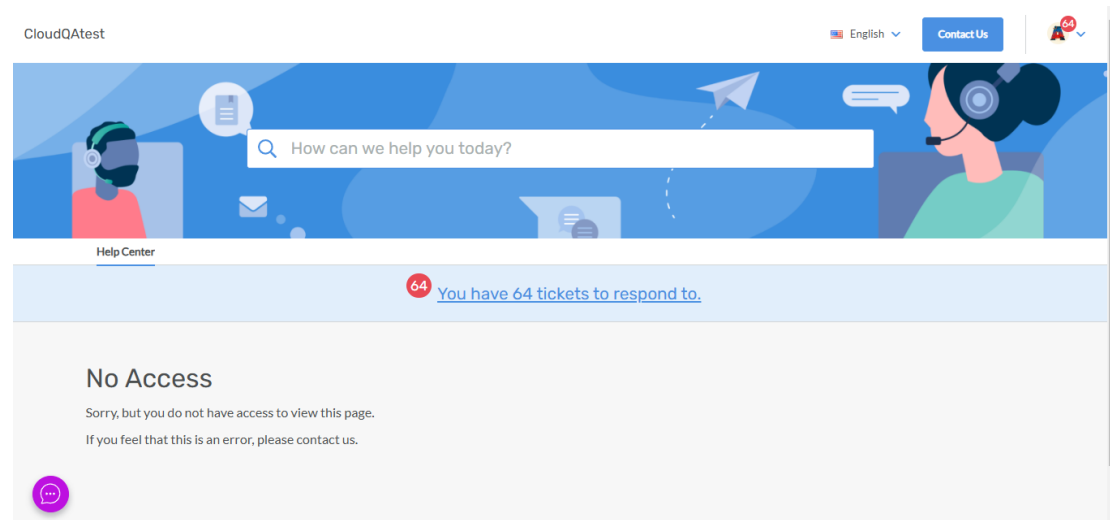 CloudQAtest
English
Contact Us
64
How can we help you today?
Help Center
64
You have 64 tickets to respond to.
No Access
Sorry, but you do not have access to view this page.
If you feel that this is an error, please contact us.